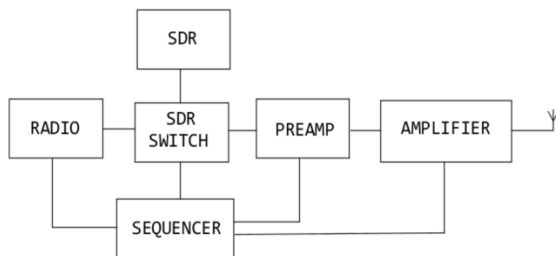 SDR
RADIO
SDR
SWITCH
PREAMP
AMPLIFIER
SEQUENCER